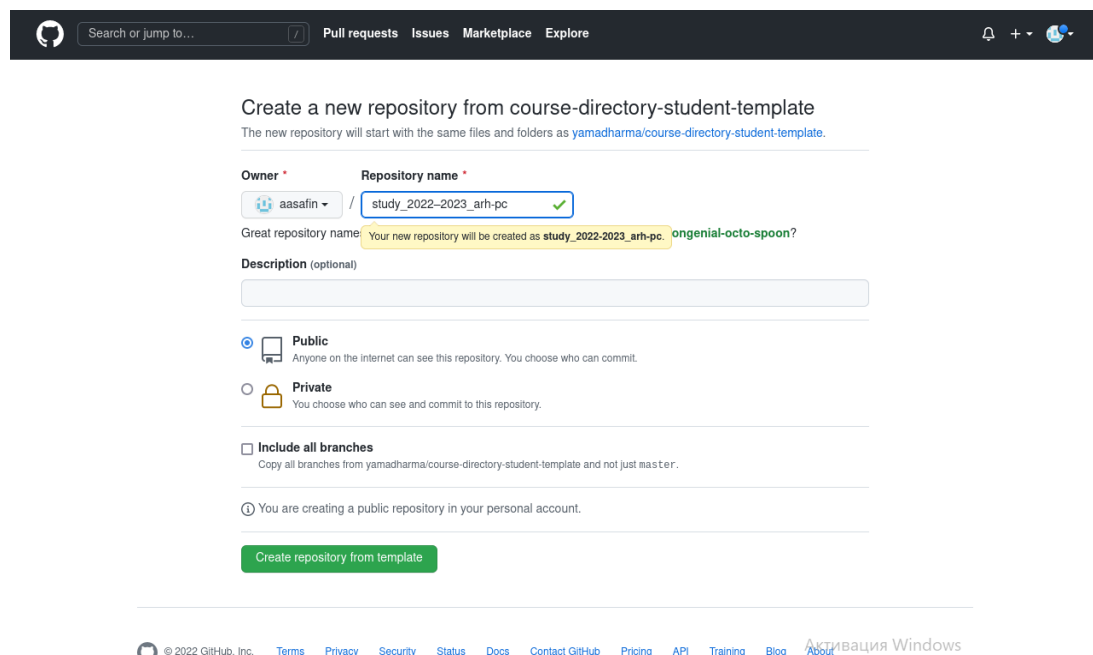 Search or jump to… / Pull requests Issues Marketplace Explore
Create a new repository from course-directory-student-template
The new repository will start with the same files and folders as yamadharma/course-directory-student-template.
Owner * Repository name *
aasafin / study_2022–2023_arh-pc
Great repository name ongenial-octo-spoon?
Your new repository will be created as study_2022-2023_arh-pc.
Description (optional)
Public
Anyone on the internet can see this repository. You choose who can commit.
Private
You choose who can see and commit to this repository.
Include all branches
Copy all branches from yamadharma/course-directory-student-template and not just master.
You are creating a public repository in your personal account.
Create repository from template
© 2022 GitHub, Inc. Terms Privacy Security Status Docs Contact GitHub Pricing API Training Blog About
Активация Windows